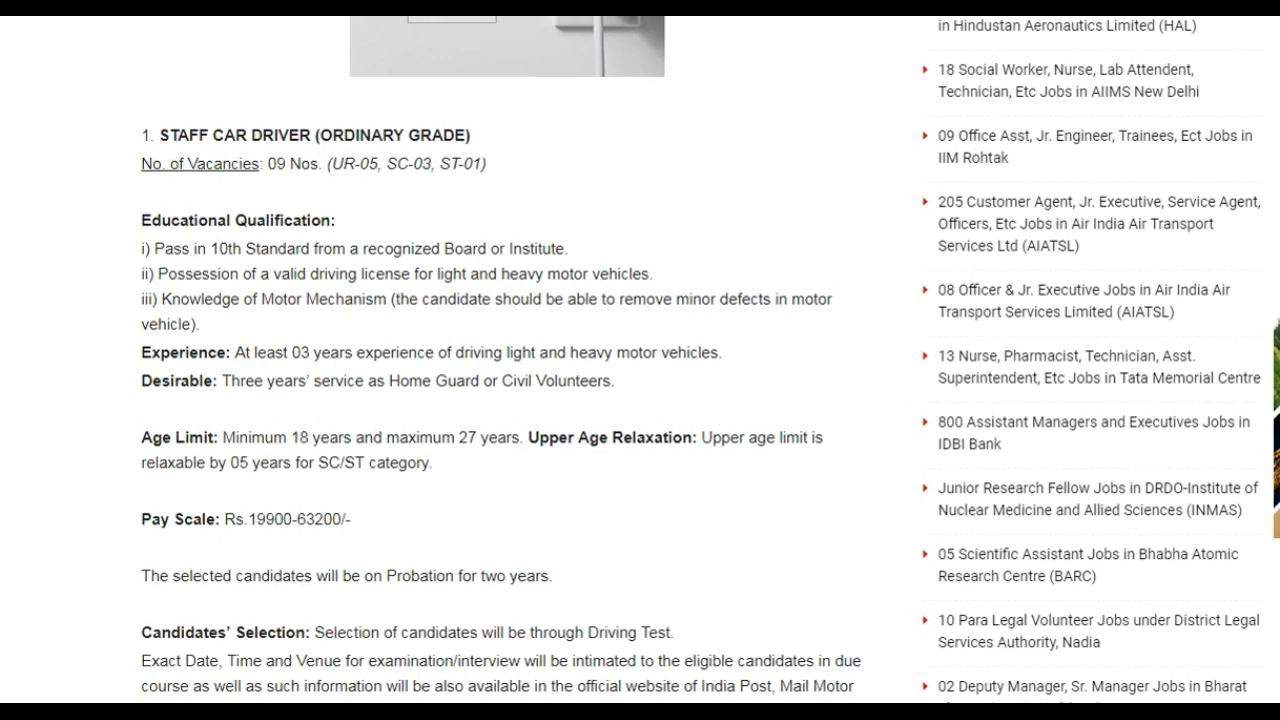 1. STAFF CAR DRIVER (ORDINARY GRADE)
No. of Vacancies: 09 Nos. (UR-05, SC-03, ST-01)
Educational Qualification:
i) Pass in 10th Standard from a recognized Board or Institute.
ii) Possession of a valid driving license for light and heavy motor vehicles.
iii) Knowledge of Motor Mechanism (the candidate should be able to remove minor defects in motor
vehicle).
Experience: At least 03 years experience of driving light and heavy motor vehicles.
Desirable: Three years’ service as Home Guard or Civil Volunteers.
Age Limit: Minimum 18 years and maximum 27 years. Upper Age Relaxation: Upper age limit is
relaxable by 05 years for SC/ST category.
Pay Scale: Rs.19900-63200/-
The selected candidates will be on Probation for two years.
Candidates’ Selection: Selection of candidates will be through Driving Test.
Exact Date, Time and Venue for examination/interview will be intimated to the eligible candidates in due
course as well as such information will be also available in the official website of India Post, Mail Motor
in Hindustan Aeronautics Limited (HAL)
18 Social Worker, Nurse, Lab Attendent,
Technician, Etc Jobs in AIIMS New Delhi
09 Office Asst, Jr. Engineer, Trainees, Ect Jobs in
IIM Rohtak
205 Customer Agent, Jr. Executive, Service Agent,
Officers, Etc Jobs in Air India Air Transport
Services Ltd (AIATSL)
08 Officer & Jr. Executive Jobs in Air India Air
Transport Services Limited (AIATSL)
13 Nurse, Pharmacist, Technician, Asst.
Superintendent, Etc Jobs in Tata Memorial Centre
800 Assistant Managers and Executives Jobs in
IDBI Bank
Junior Research Fellow Jobs in DRDO-Institute of
Nuclear Medicine and Allied Sciences (INMAS)
05 Scientific Assistant Jobs in Bhabha Atomic
Research Centre (BARC)
10 Para Legal Volunteer Jobs under District Legal
Services Authority, Nadia
02 Deputy Manager, Sr. Manager Jobs in Bharat